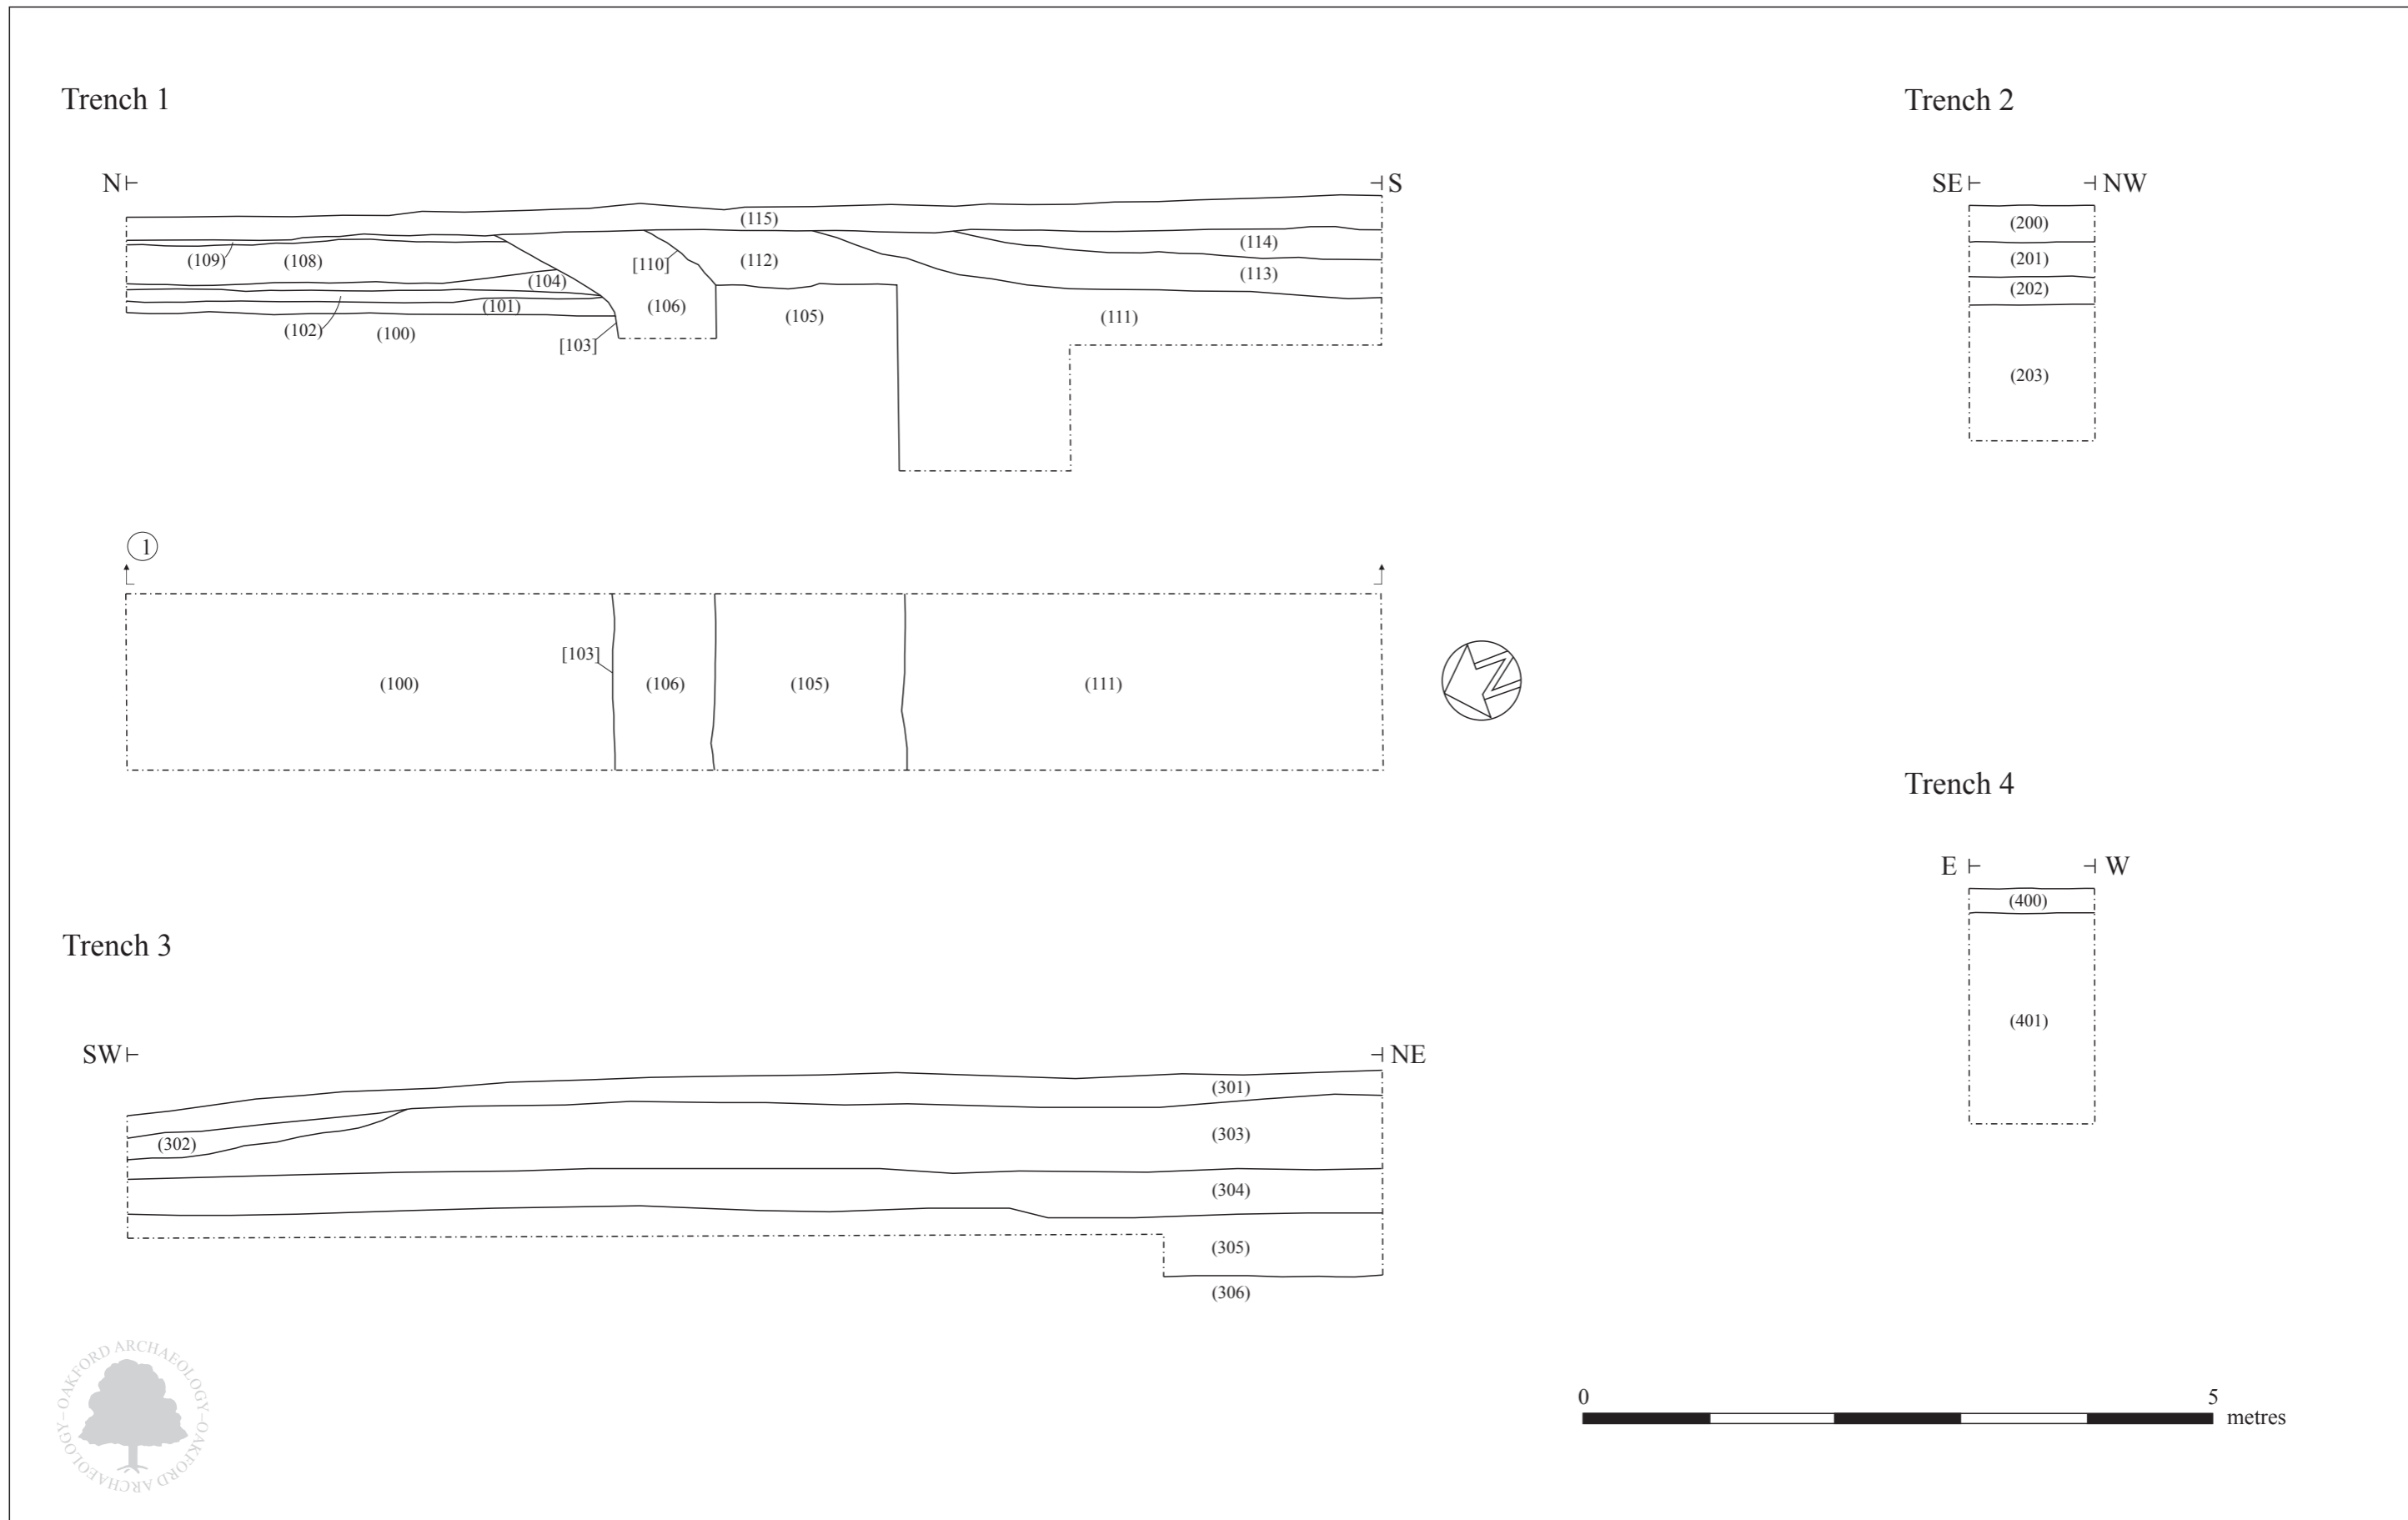 Trench 1
N S
(115)
(109) (108) (104) [110] (112) (114)
(113)
(102) (101) (100) [103] (106) (105) (111)
1
[103]
(100) (106) (105) (111)
N
Trench 2
SE NW
(200)
(201)
(202)
(203)
Trench 3
SW NE
(301)
(302) (303)
(304)
(305)
(306)
Trench 4
E W
(400)
(401)
0 5
metres
OAKFORD ARCHAEOLOGY–OAKFORD ARCHAEOLOGY–